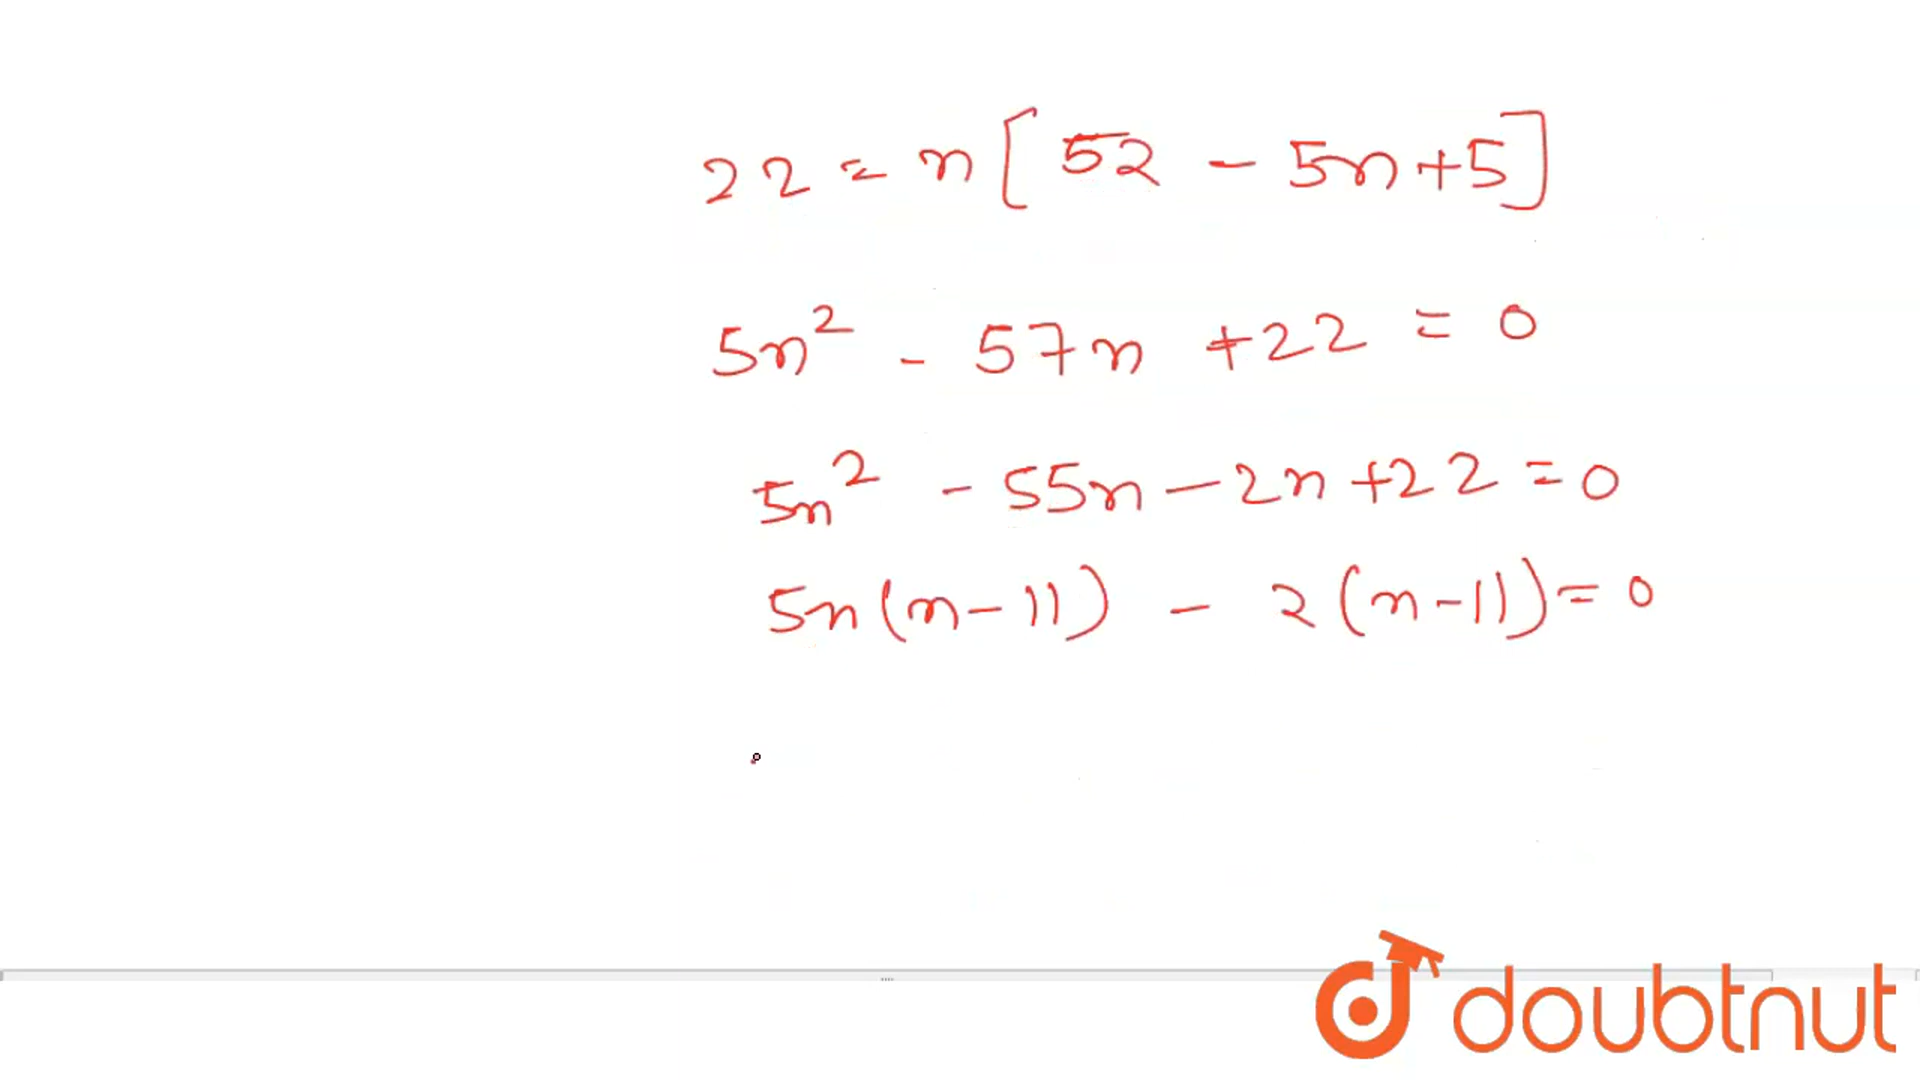 22 = n[52 - 5n+5]
5n² - 57n +22 = 0
5n² - 55n - 2n +22 = 0
5n(n-11) - 2(n-11) = 0
doubtnut